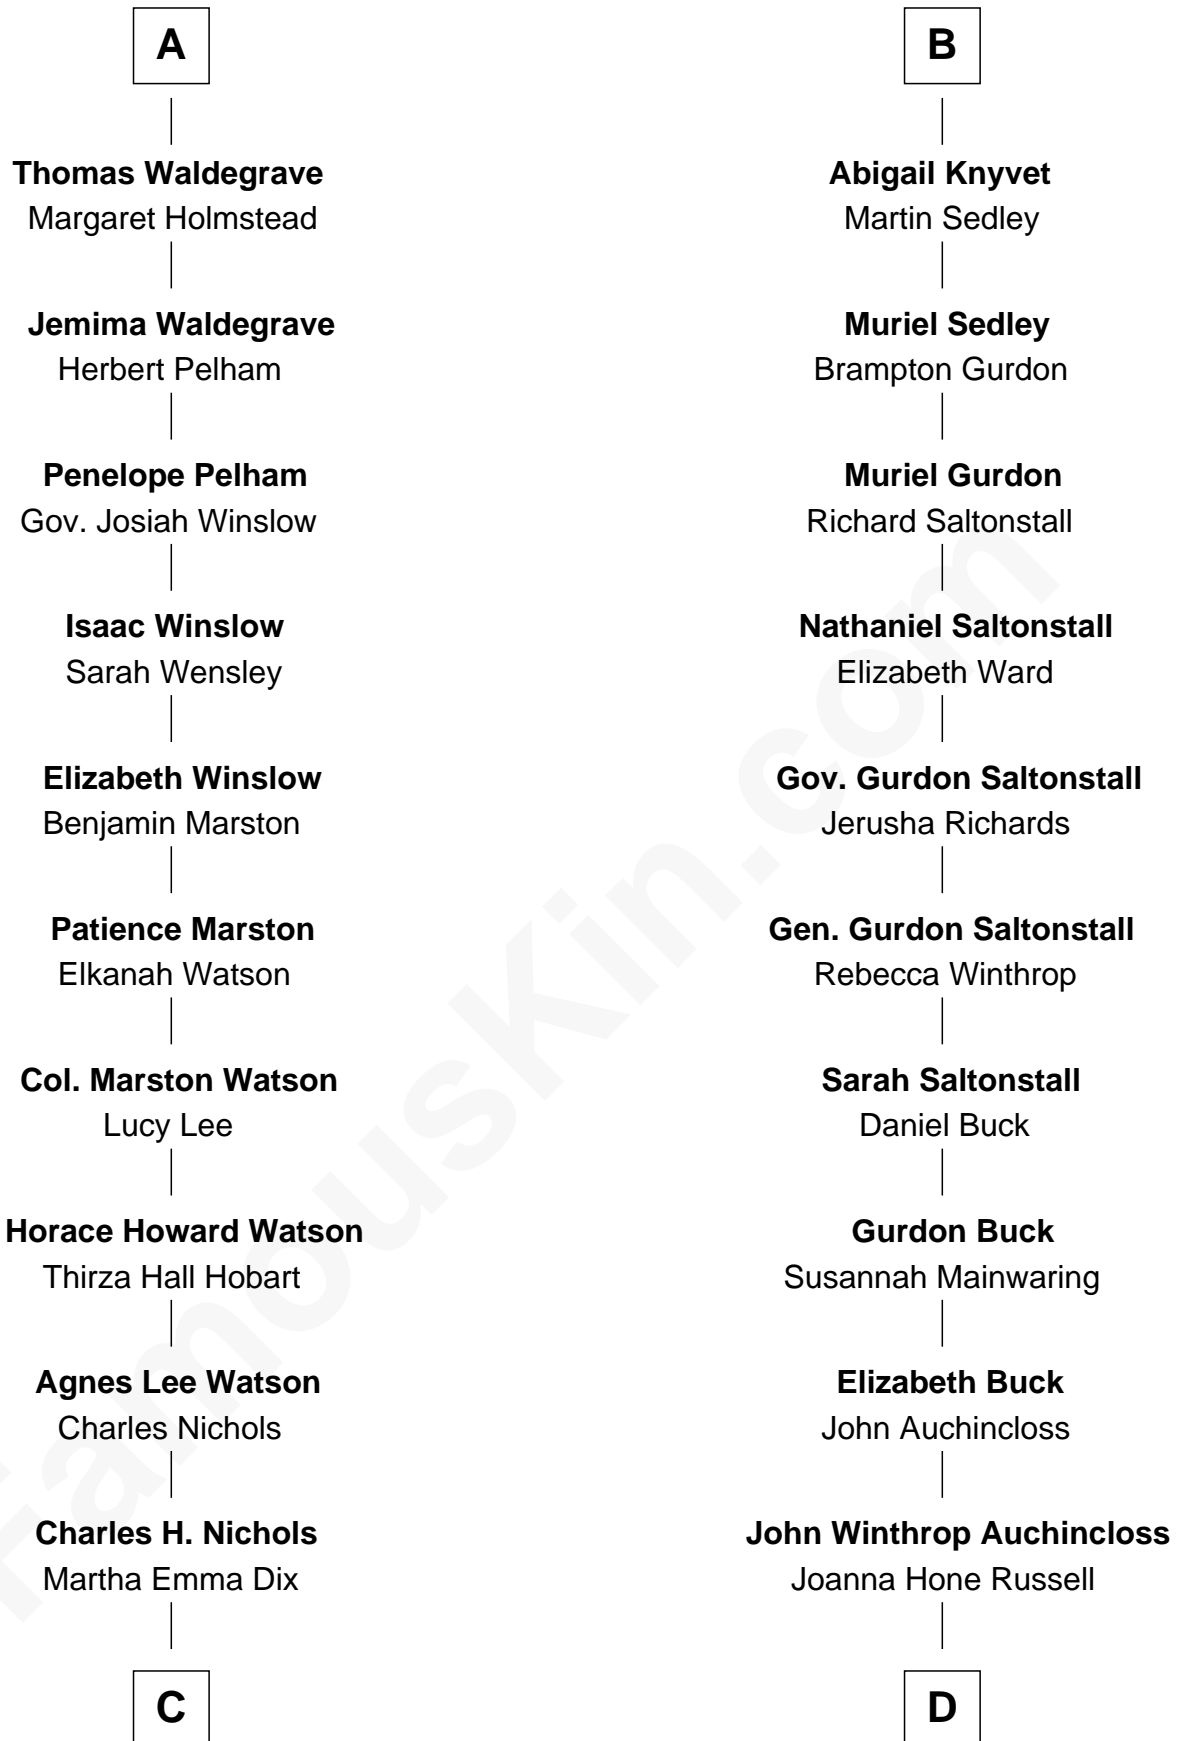 A
Thomas Waldegrave
Margaret Holmstead
Jemima Waldegrave
Herbert Pelham
Penelope Pelham
Gov. Josiah Winslow
Isaac Winslow
Sarah Wensley
Elizabeth Winslow
Benjamin Marston
Patience Marston
Elkanah Watson
Col. Marston Watson
Lucy Lee
Horace Howard Watson
Thirza Hall Hobart
Agnes Lee Watson
Charles Nichols
Charles H. Nichols
Martha Emma Dix
C
B
Abigail Knyvet
Martin Sedley
Muriel Sedley
Brampton Gurdon
Muriel Gurdon
Richard Saltonstall
Nathaniel Saltonstall
Elizabeth Ward
Gov. Gurdon Saltonstall
Jerusha Richards
Gen. Gurdon Saltonstall
Rebecca Winthrop
Sarah Saltonstall
Daniel Buck
Gurdon Buck
Susannah Mainwaring
Elizabeth Buck
John Auchincloss
John Winthrop Auchincloss
Joanna Hone Russell
D
FamousKin.com